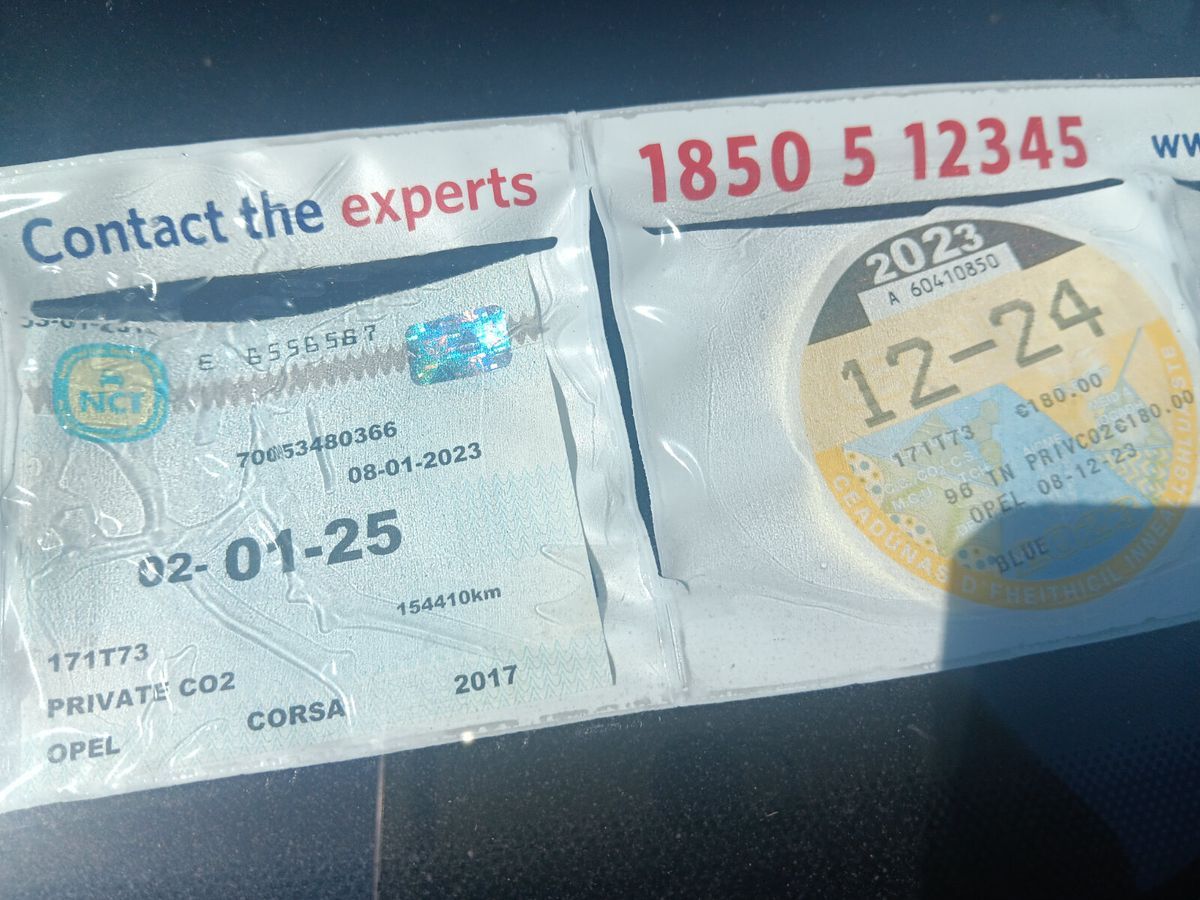 Contact the experts
1850 5 12345
ww
E 6556587
NCT
70053480366
08-01-2023
02-01-25
154410km
171T73
PRIVATE CO2
2017
CORSA
OPEL
2023
A 60410850
12-24
€180.00
171T73
96 TN PRIVCO2€180.00
OPEL 08-12-23
BLUE
CEADÚNAS D'FHEITHICIL INNEALGHLUAISTE